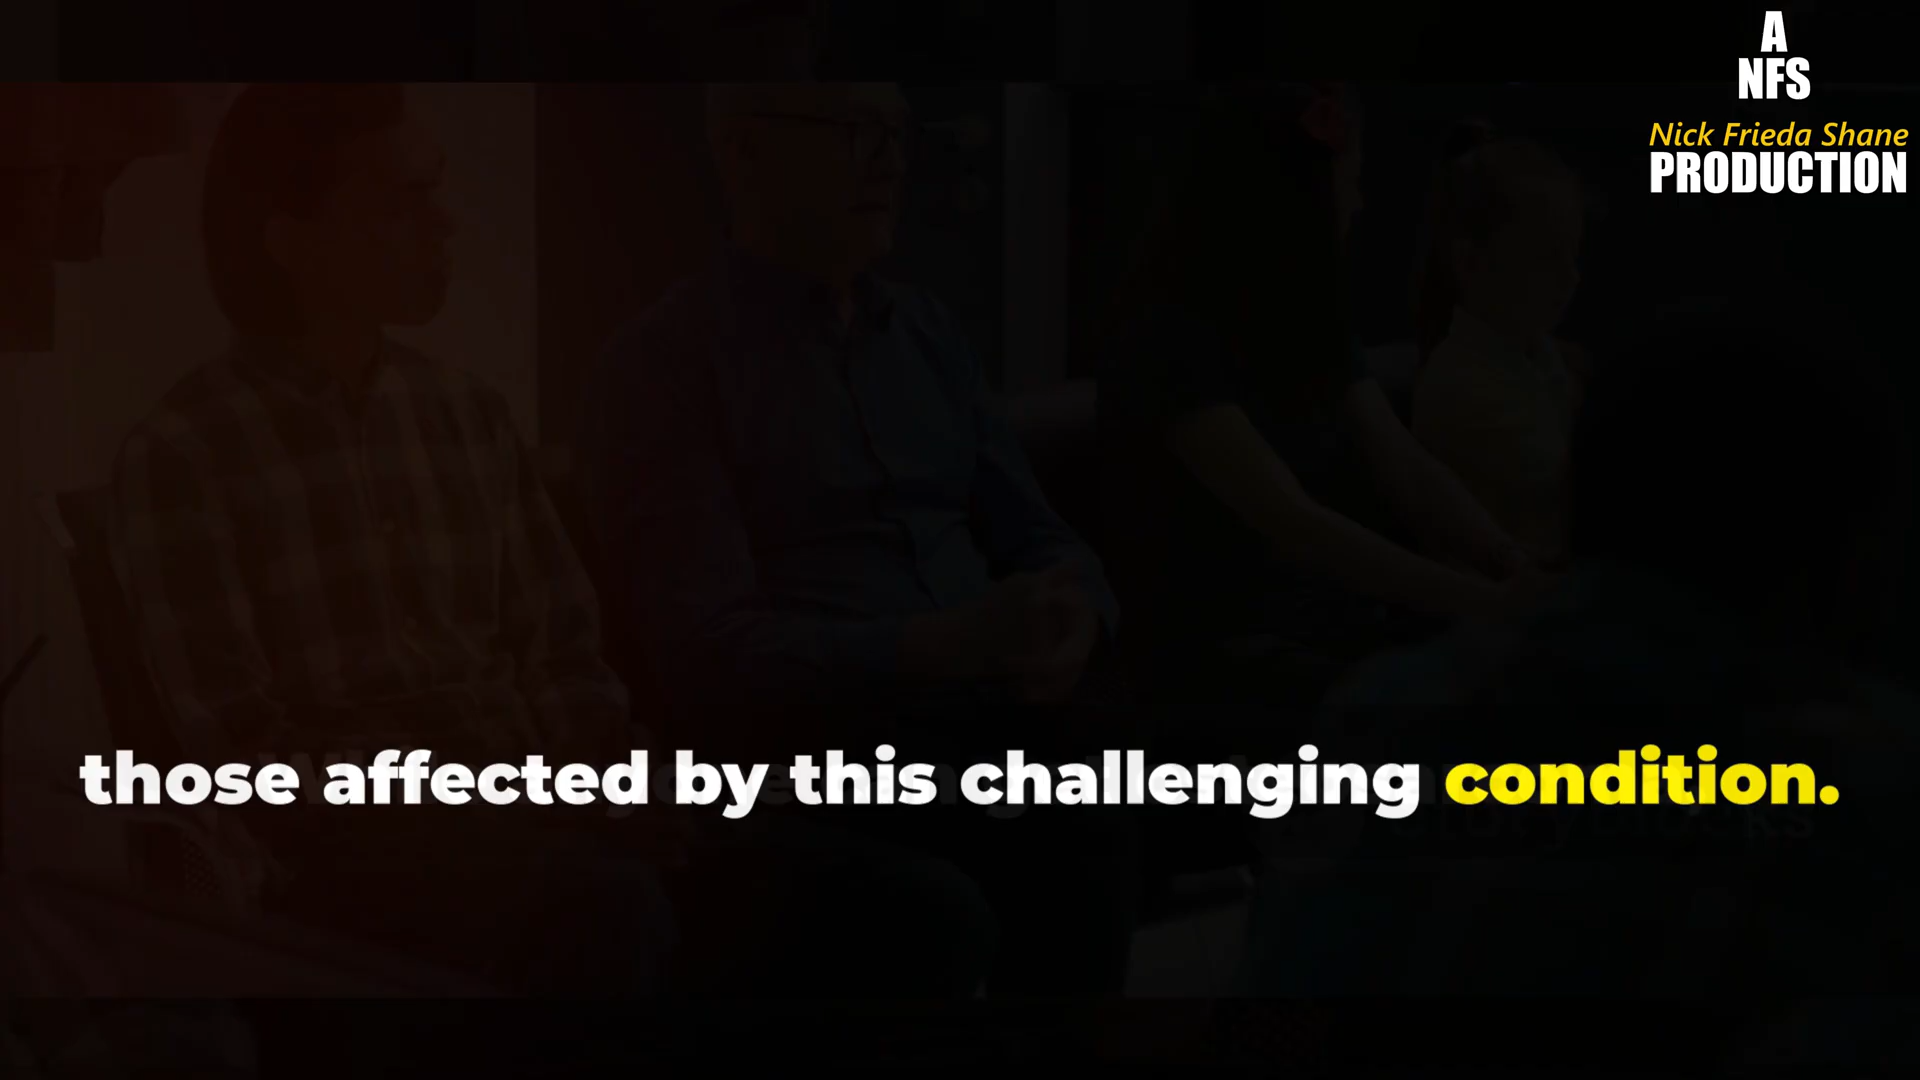 A
NFS
Nick Frieda Shane
PRODUCTION
those affected by this challenging condition.